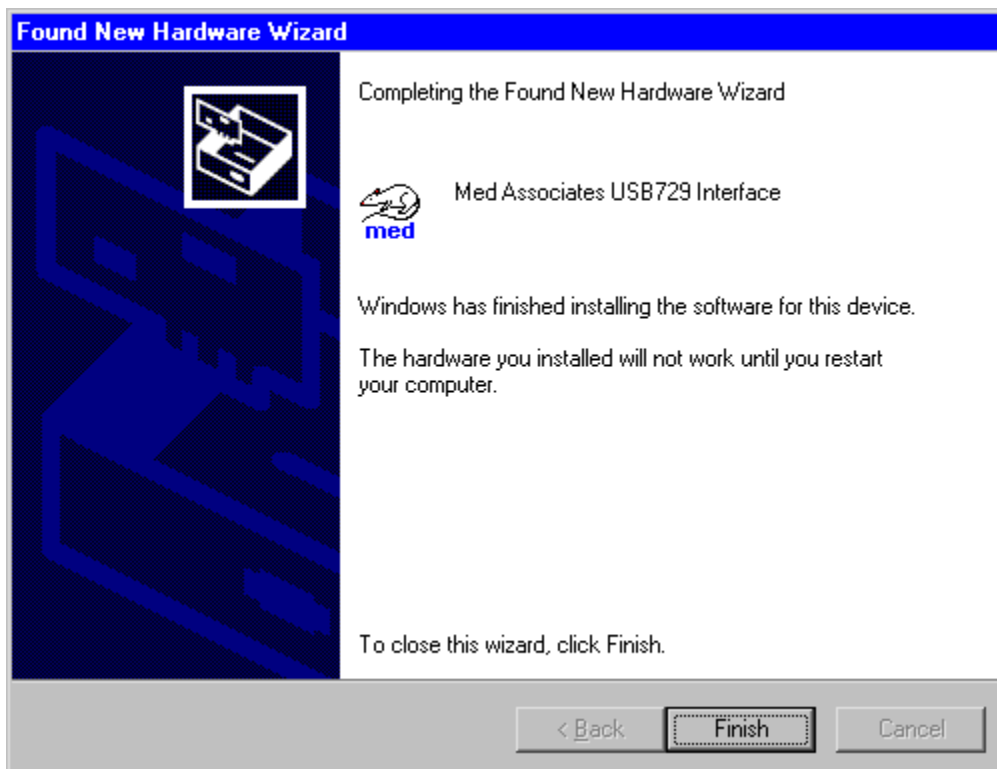 Found New Hardware Wizard
Completing the Found New Hardware Wizard
Med Associates USB729 Interface
med
Windows has finished installing the software for this device.
The hardware you installed will not work until you restart
your computer.
To close this wizard, click Finish.
< Back
Finish
Cancel